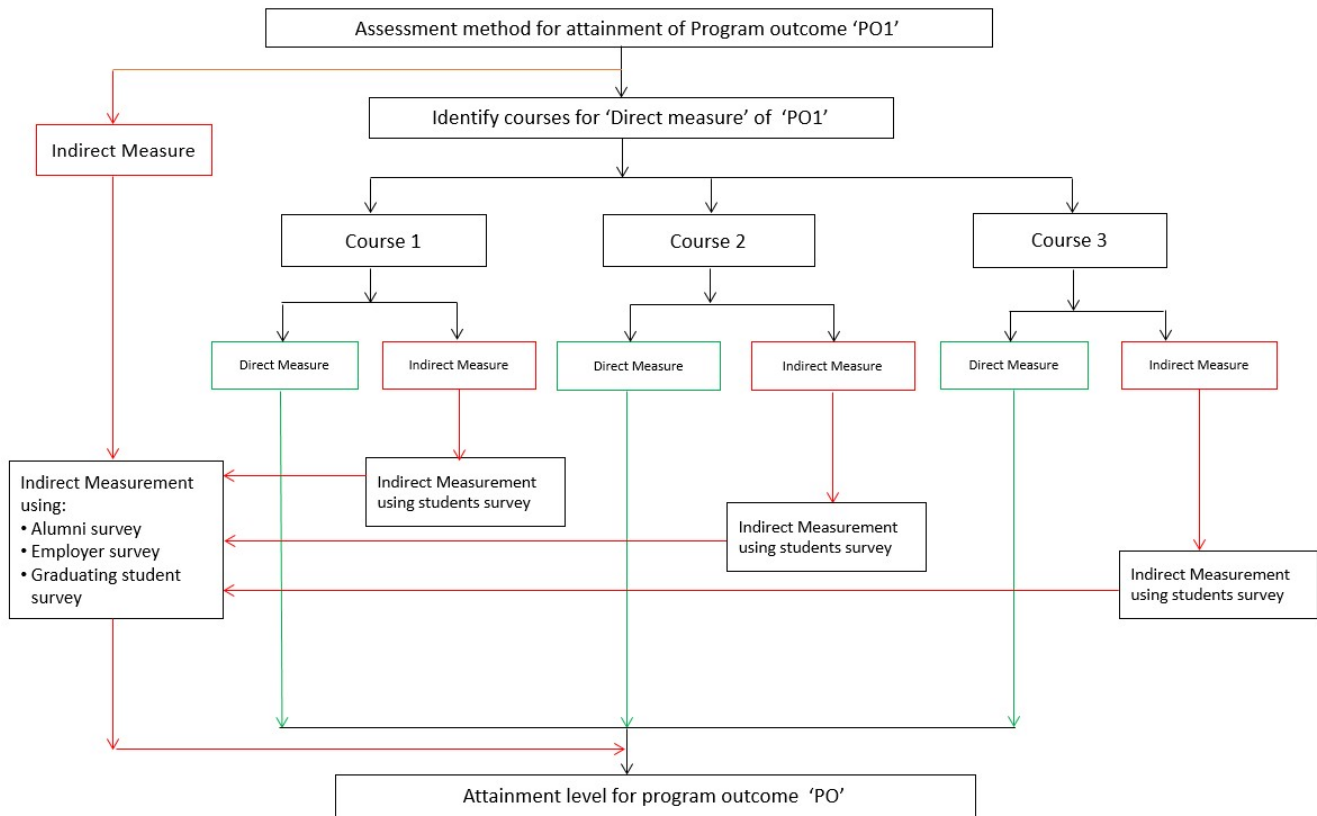 Assessment method for attainment of Program outcome ‘PO1’
Identify courses for ‘Direct measure’ of ‘PO1’
Indirect Measure
Course 1
Course 2
Course 3
Direct Measure
Indirect Measure
Direct Measure
Indirect Measure
Direct Measure
Indirect Measure
Indirect Measurement
using:
• Alumni survey
• Employer survey
• Graduating student
survey
Indirect Measurement
using students survey
Indirect Measurement
using students survey
Indirect Measurement
using students survey
Attainment level for program outcome ‘PO’